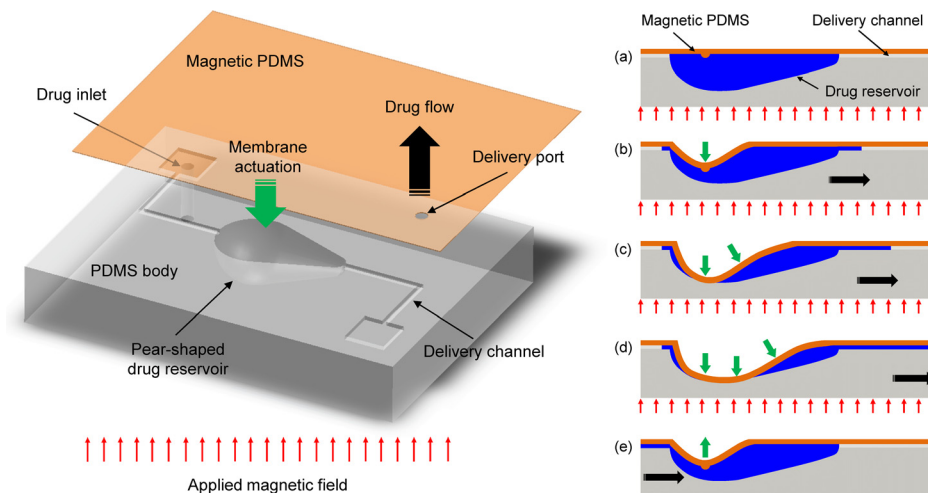 Magnetic PDMS
Drug inlet
Drug flow
Membrane
actuation
Delivery port
PDMS body
Pear-shaped
drug reservoir
Delivery channel
Applied magnetic field
Magnetic PDMS
Delivery channel
(a)
Drug reservoir
(b)
(c)
(d)
(e)